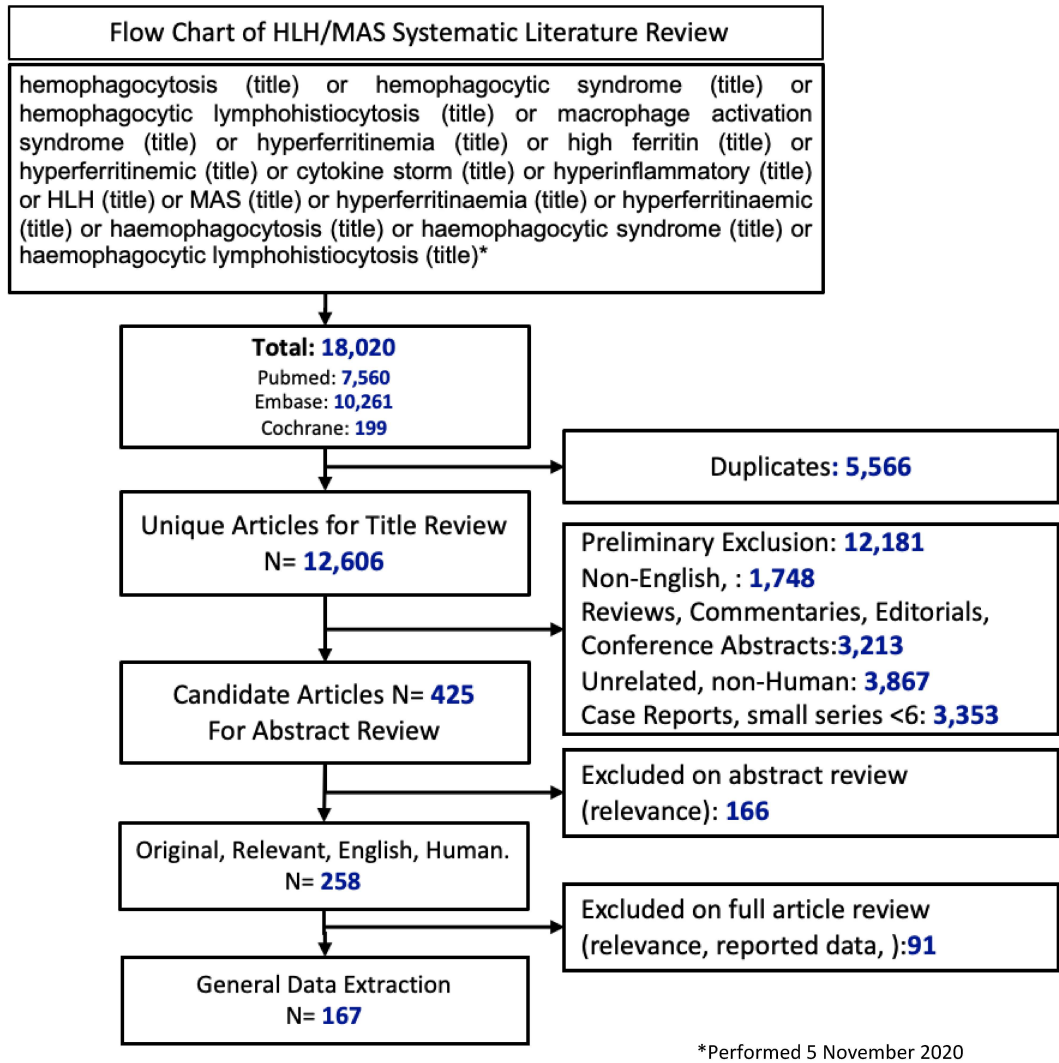 Flow Chart of HLH/MAS Systematic Literature Review
hemophagocytosis (title) or hemophagocytic syndrome (title) or
hemophagocytic lymphohistiocytosis (title) or macrophage activation
syndrome (title) or hyperferritinemia (title) or high ferritin (title) or
hyperferritinemic (title) or cytokine storm (title) or hyperinflammatory (title)
or HLH (title) or MAS (title) or hyperferritinaemia (title) or hyperferritinaemic
(title) or haemophagocytosis (title) or haemophagocytic syndrome (title) or
haemophagocytic lymphohistiocytosis (title)*
Total: 18,020
Pubmed: 7,560
Embase: 10,261
Cochrane: 199
Duplicates: 5,566
Unique Articles for Title Review
N= 12,606
Preliminary Exclusion: 12,181
Non-English, : 1,748
Reviews, Commentaries, Editorials,
Conference Abstracts:3,213
Unrelated, non-Human: 3,867
Case Reports, small series <6: 3,353
Candidate Articles N= 425
For Abstract Review
Excluded on abstract review
(relevance): 166
Original, Relevant, English, Human.
N= 258
Excluded on full article review
(relevance, reported data, ):91
General Data Extraction
N= 167
*Performed 5 November 2020